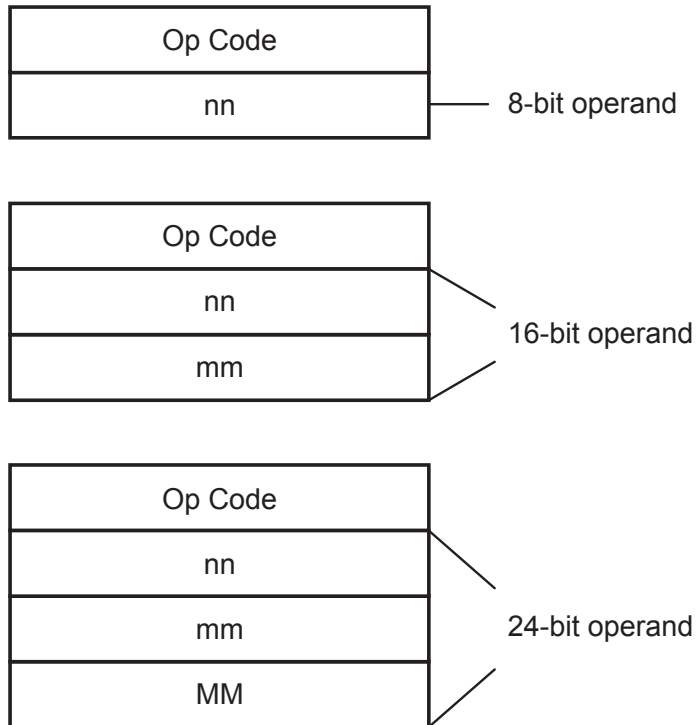 Op Code
nn
8-bit operand
Op Code
nn
16-bit operand
mm
Op Code
nn
mm
24-bit operand
MM